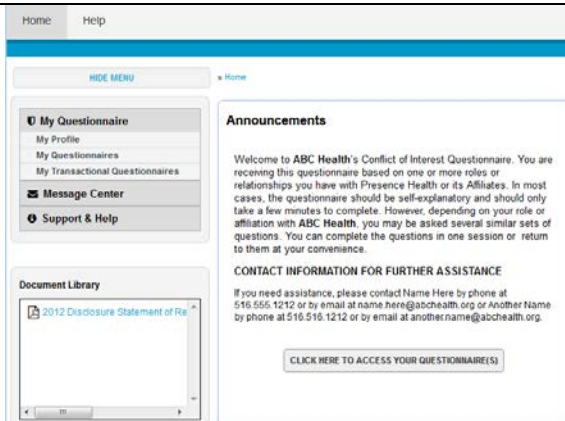 Home Help
HIDE MENU
» Home
My Questionnaire
My Profile
My Questionnaires
My Transactional Questionnaires
Message Center
Support & Help
Document Library
2012 Disclosure Statement of Re
Announcements
Welcome to ABC Health's Conflict of Interest Questionnaire. You are
receiving this questionnaire based on one or more roles or
relationships you have with Presence Health or its Affiliates. In most
cases, the questionnaire should be self-explanatory and should only
take a few minutes to complete. However, depending on your role or
affiliation with ABC Health, you may be asked several similar sets of
questions. You can complete the questions in one session or return
to them at your convenience.
CONTACT INFORMATION FOR FURTHER ASSISTANCE
If you need assistance, please contact Name Here by phone at
516.555.1212 or by email at name.here@abchealth.org or Another Name
by phone at 516.516.1212 or by email at another.name@abchealth.org.
CLICK HERE TO ACCESS YOUR QUESTIONNAIRE(S)